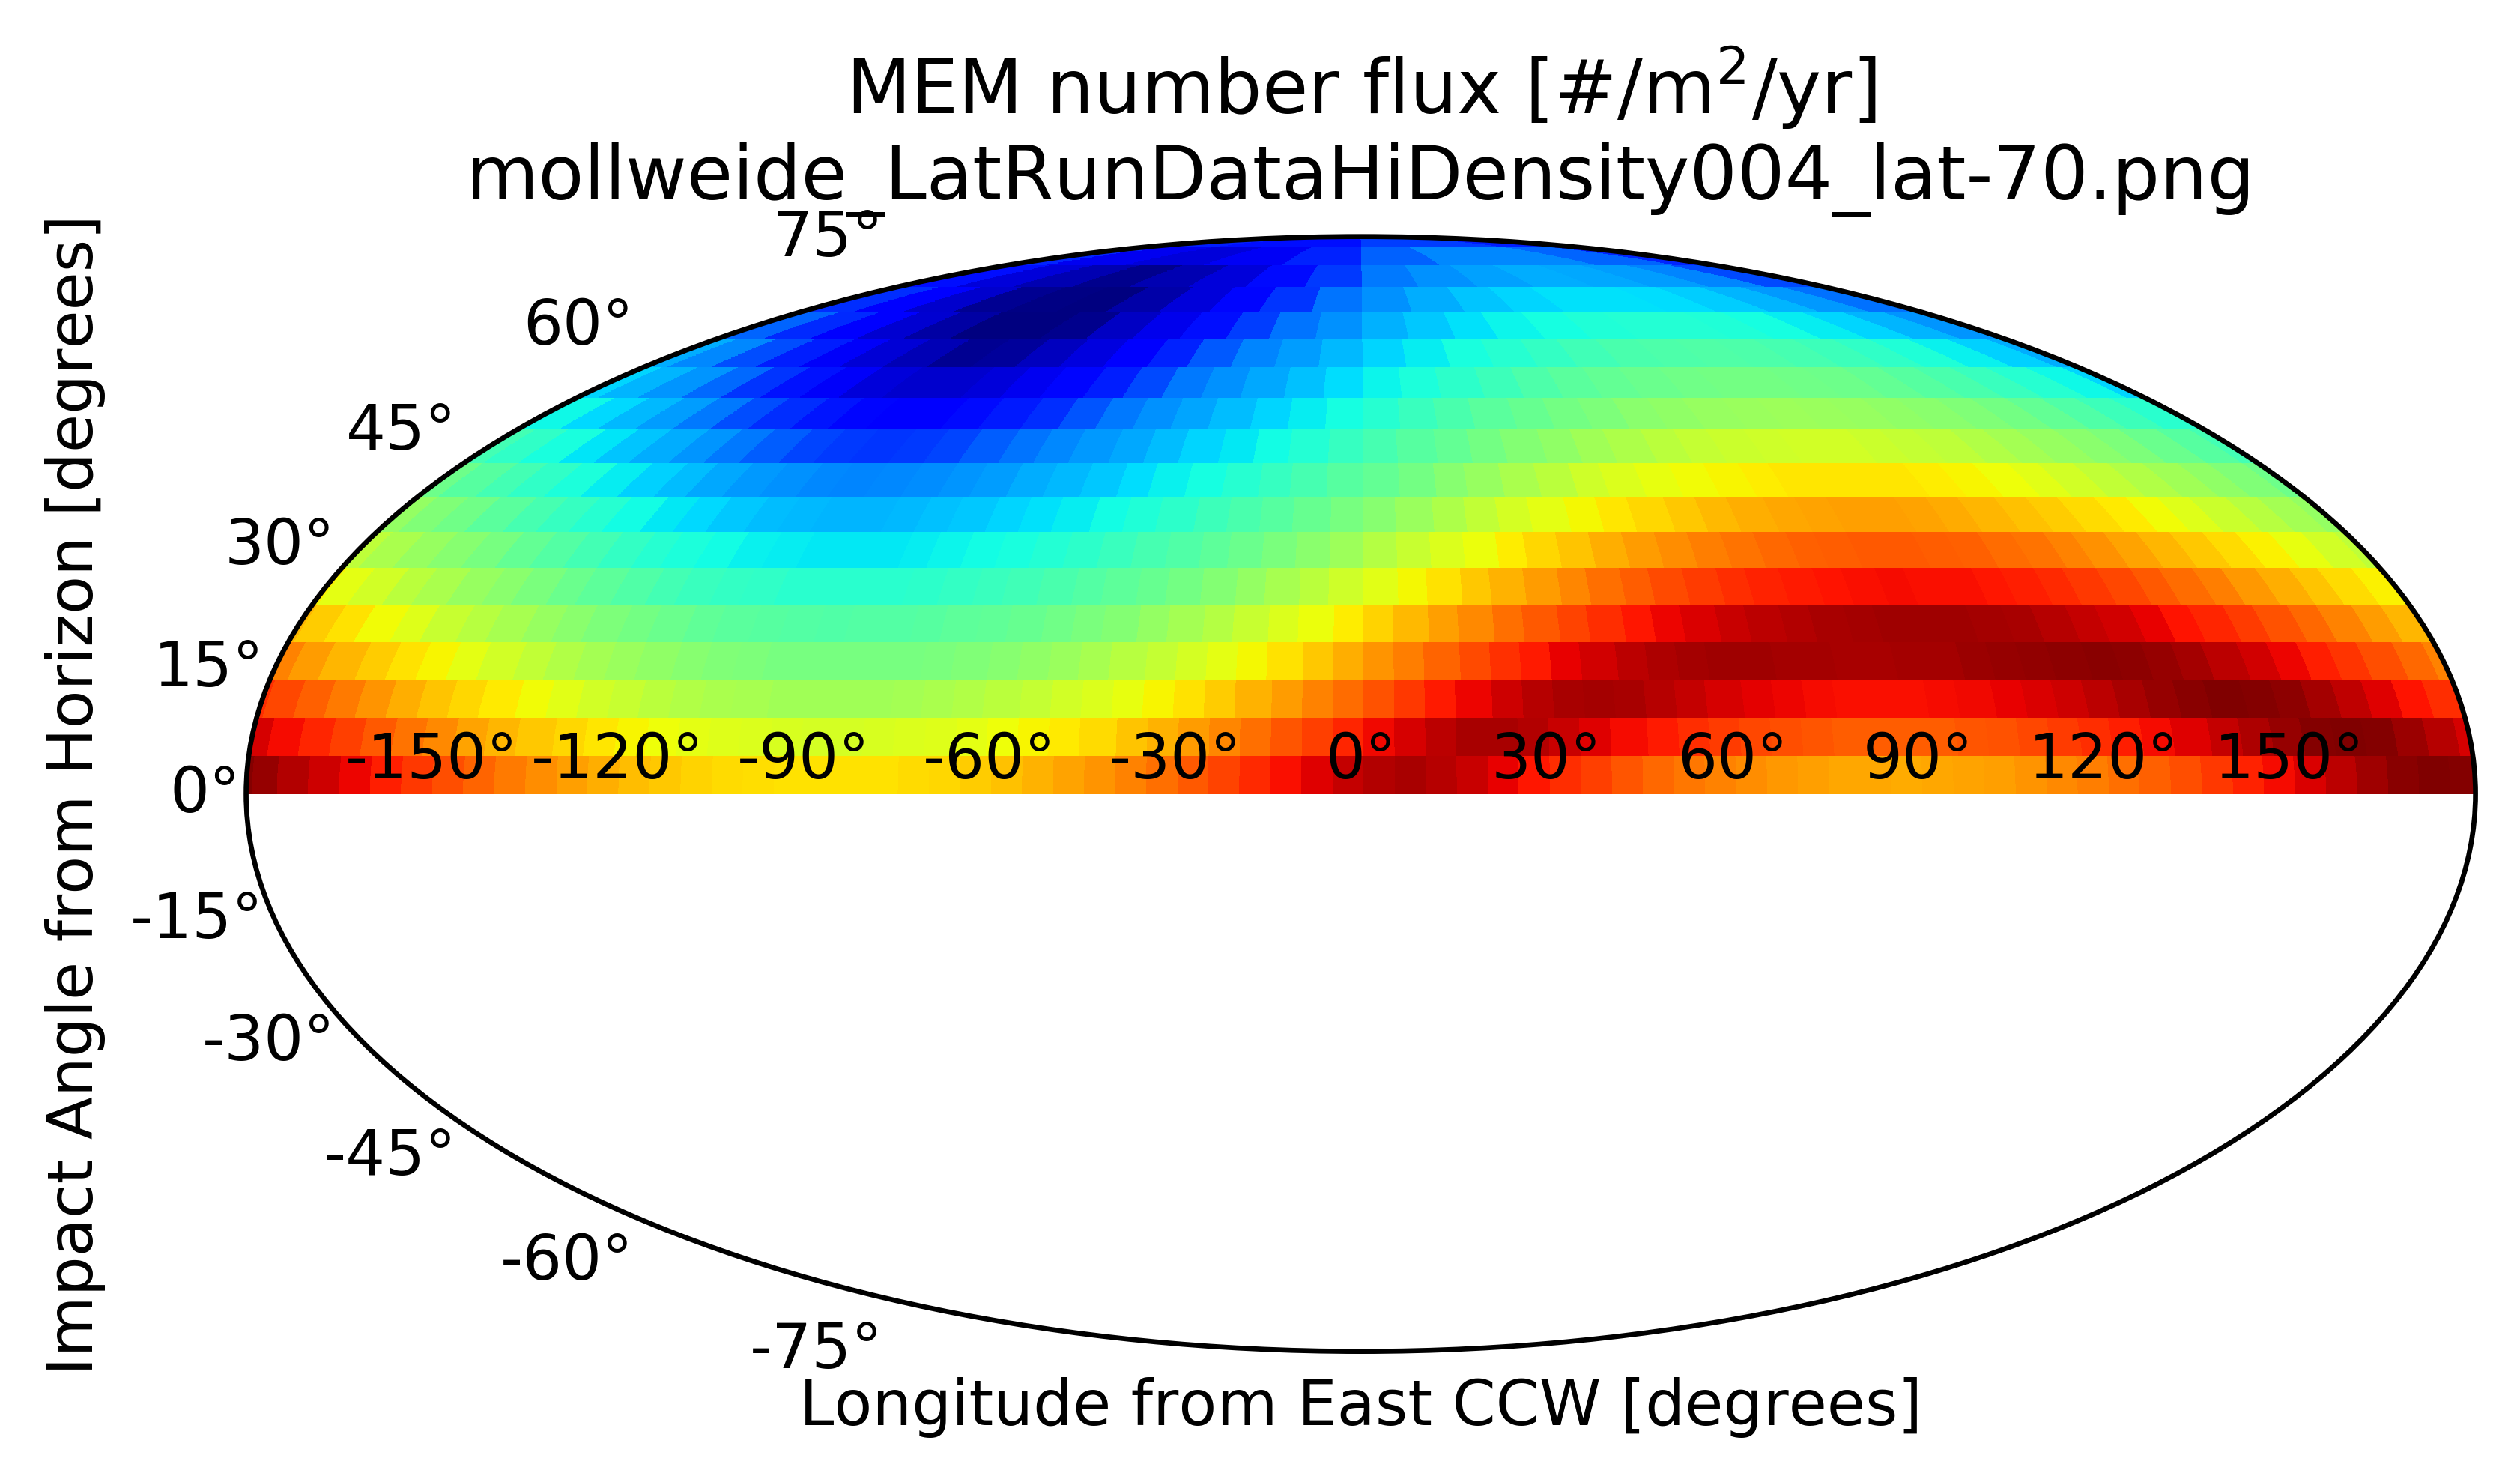 MEM number flux [#/m²/yr]
mollweide_LatRunDataHiDensity004_lat-70.png
75°
60°
45°
30°
15°
0°
-15°
-30°
-45°
-60°
-75°
-150° -120° -90° -60° -30° 0° 30° 60° 90° 120° 150°
Impact Angle from Horizon [degrees]
Longitude from East CCW [degrees]